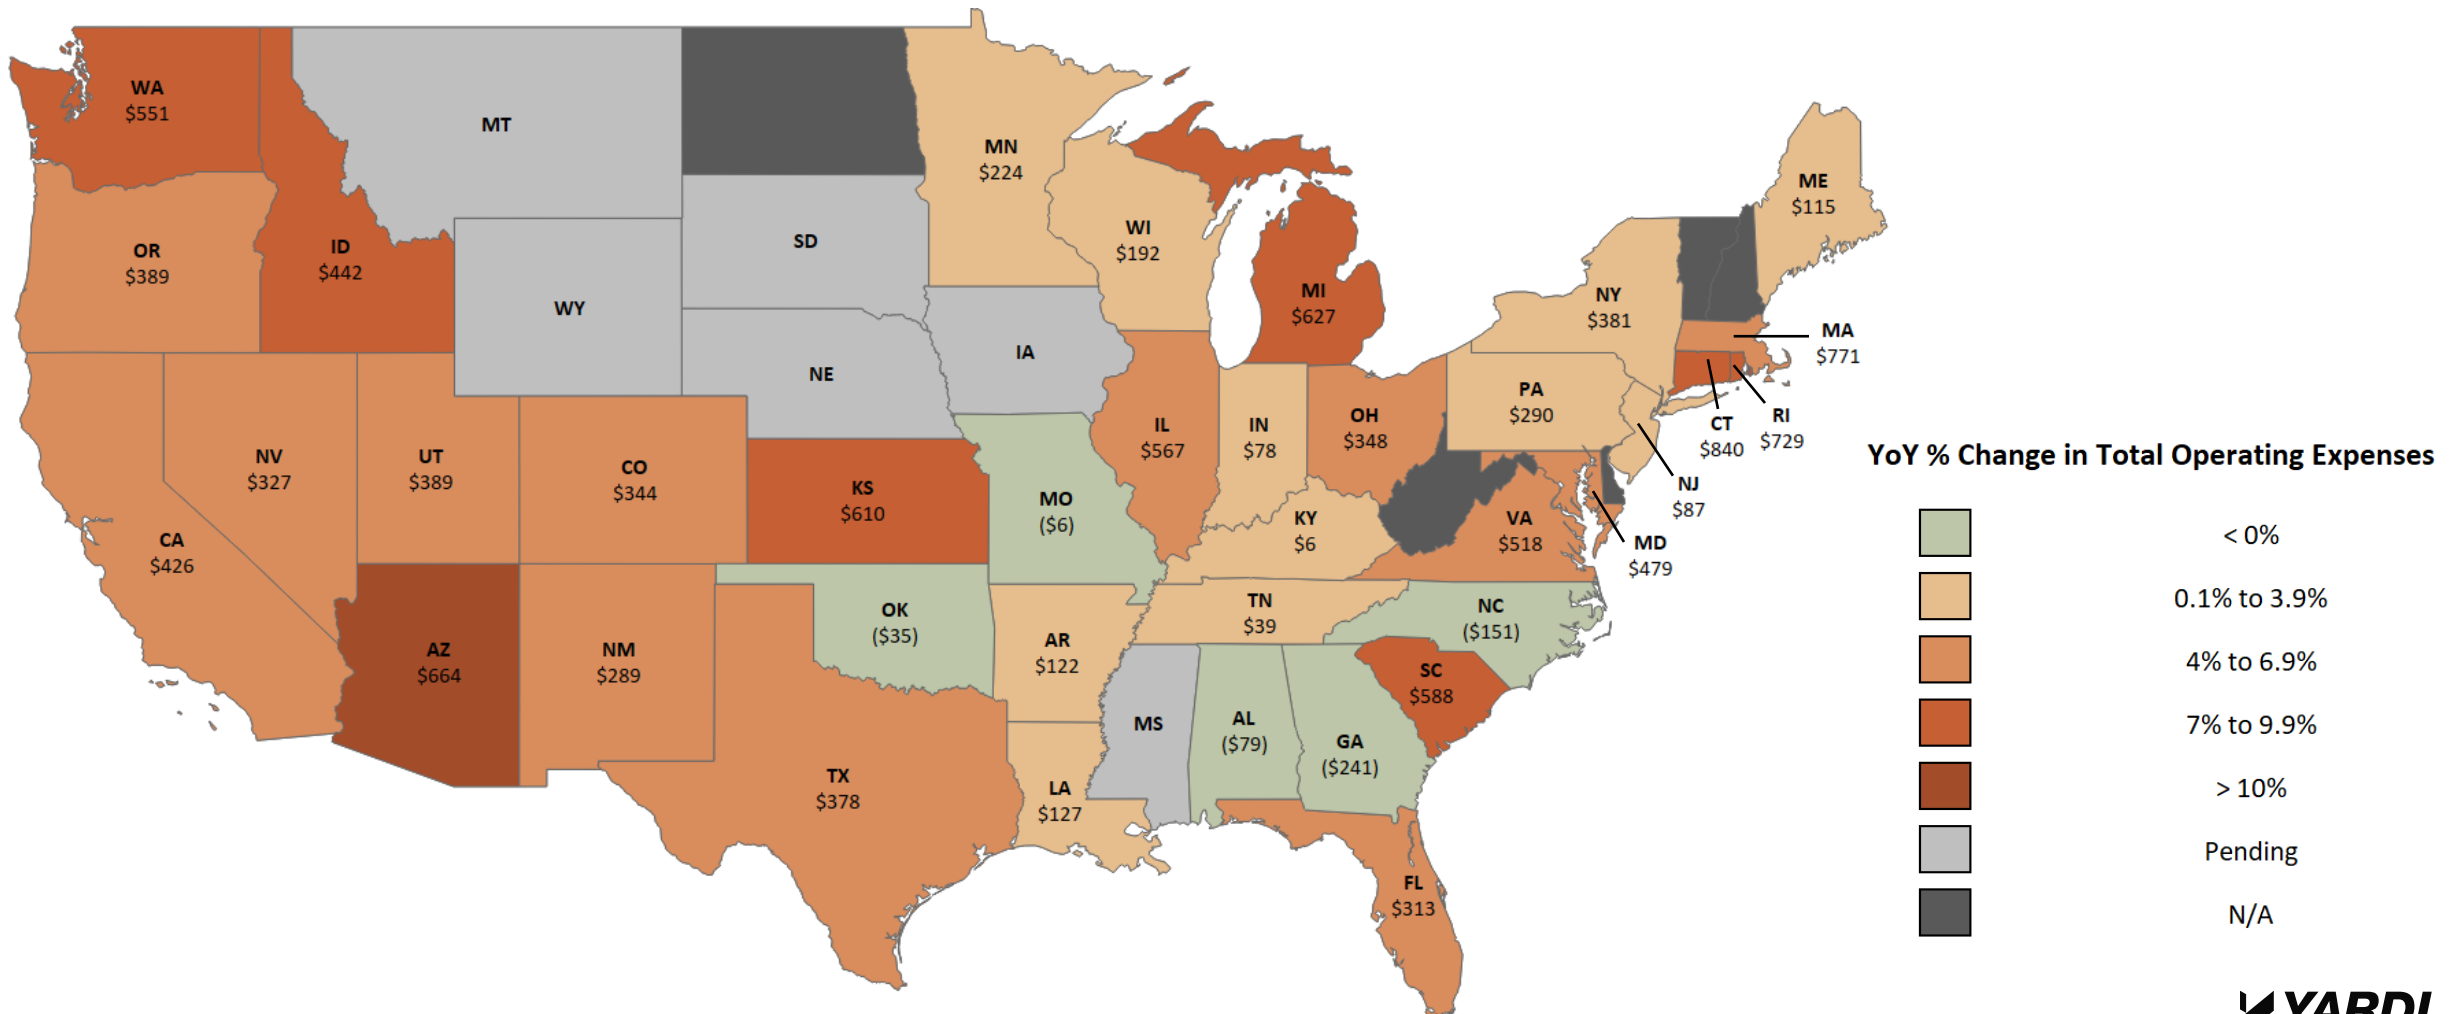 WA
$551
MT
MN
$224
ME
$115
OR
$389
ID
$442
SD
WI
$192
WY
MI
$627
NY
$381
MA
$771
IA
NE
PA
$290
CT
$840
RI
$729
NV
$327
UT
$389
CO
$344
KS
$610
MO
($6)
IL
$567
IN
$78
OH
$348
NJ
$87
CA
$426
KY
$6
VA
$518
MD
$479
AZ
$664
NM
$289
OK
($35)
AR
$122
TN
$39
NC
($151)
SC
$588
TX
$378
LA
$127
MS
AL
($79)
GA
($241)
FL
$313
YoY % Change in Total Operating Expenses
< 0%
0.1% to 3.9%
4% to 6.9%
7% to 9.9%
> 10%
Pending
N/A
YARDI